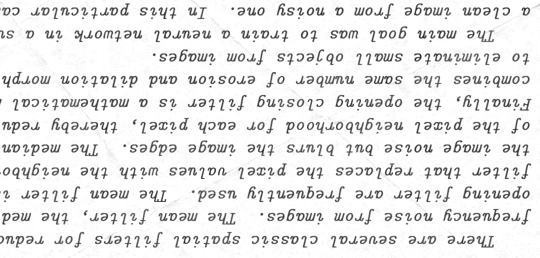 There are several classic spatial filters for reduc
frequency noise from images. The mean filter, the med
opening filter are frequently used. The mean filter i
filter that replaces the pixel values with the neighbo
the image noise but blurs the image edges. The median
of the pixel neighborhood for each pixel, thereby redu
Finally, the opening closing filter is a mathematical
combines the same number of erosion and dilation morph
to eliminate small objects from images.
The main goal was to train a neural network in a su
a clean image from a noisy one. In this particular ca